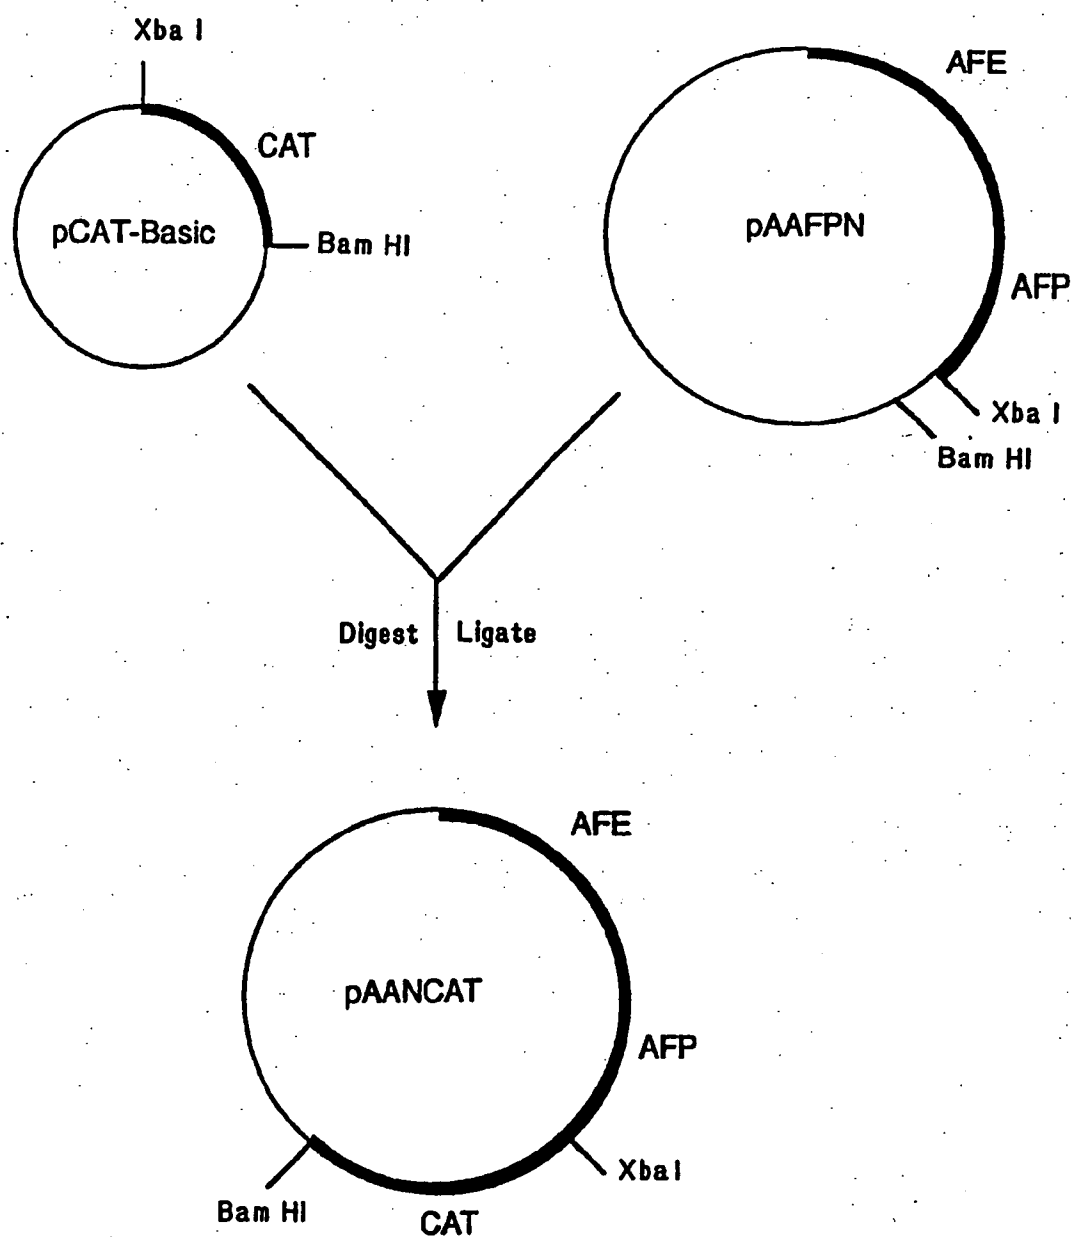 Xba I
CAT
pCAT-Basic
Bam HI
AFE
pAAFPN
AFP
Xba I
Bam HI
Digest Ligate
AFE
pAANCAT
AFP
XbaI
Bam HI
CAT